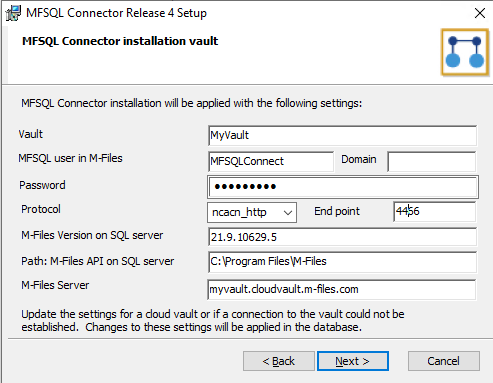 MFSQL Connector Release 4 Setup
MFSQL Connector installation vault
MFSQL Connector installation will be applied with the following settings:
Vault MyVault
MFSQL user in M-Files MFSQLConnect Domain
Password •••••••••
Protocol ncacn_http End point 4466
M-Files Version on SQL server 21.9.10629.5
Path: M-Files API on SQL server C:\Program Files\M-Files
M-Files Server myvault.cloudvault.m-files.com
Update the settings for a cloud vault or if a connection to the vault could not be
established. Changes to these settings will be applied in the database.
< Back Next > Cancel